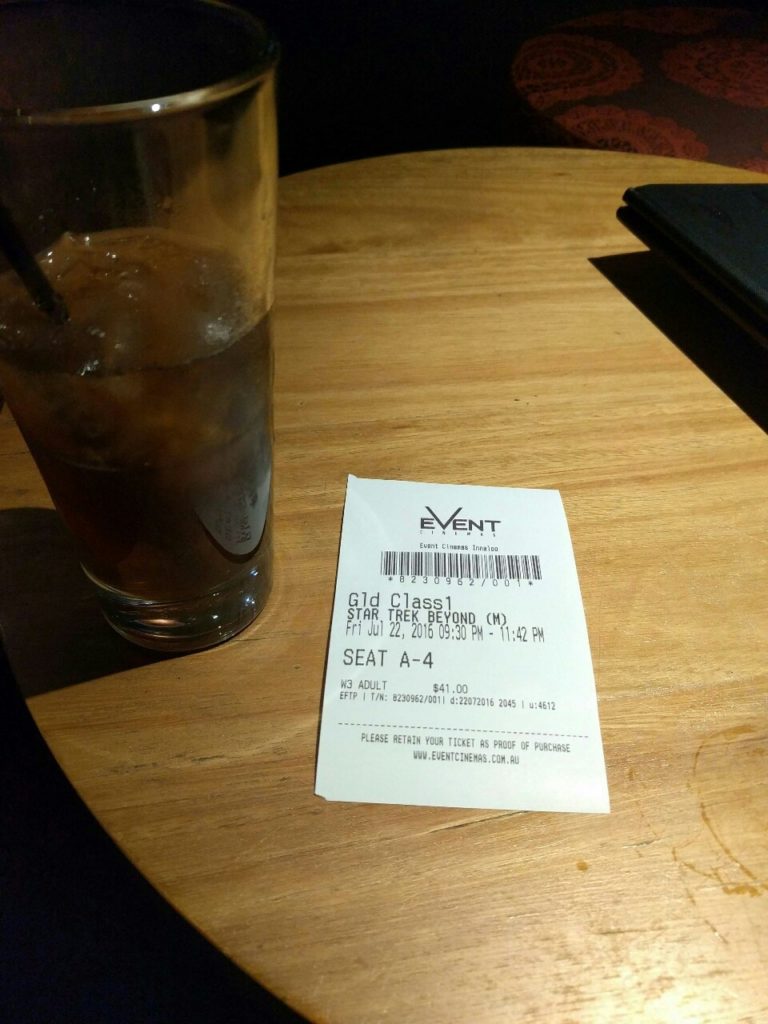 EVENT
CINEMAS
Event Cinemas Innaloo
*8230962/001*
Gld Class1
STAR TREK BEYOND (M)
Fri Jul 22, 2016 09:30 PM - 11:42 PM
SEAT A-4
W3 ADULT $41.00
EFTP | T/N: 8230962/001| d:22072016 2045 | u:4612
PLEASE RETAIN YOUR TICKET AS PROOF OF PURCHASE
WWW.EVENTCINEMAS.COM.AU